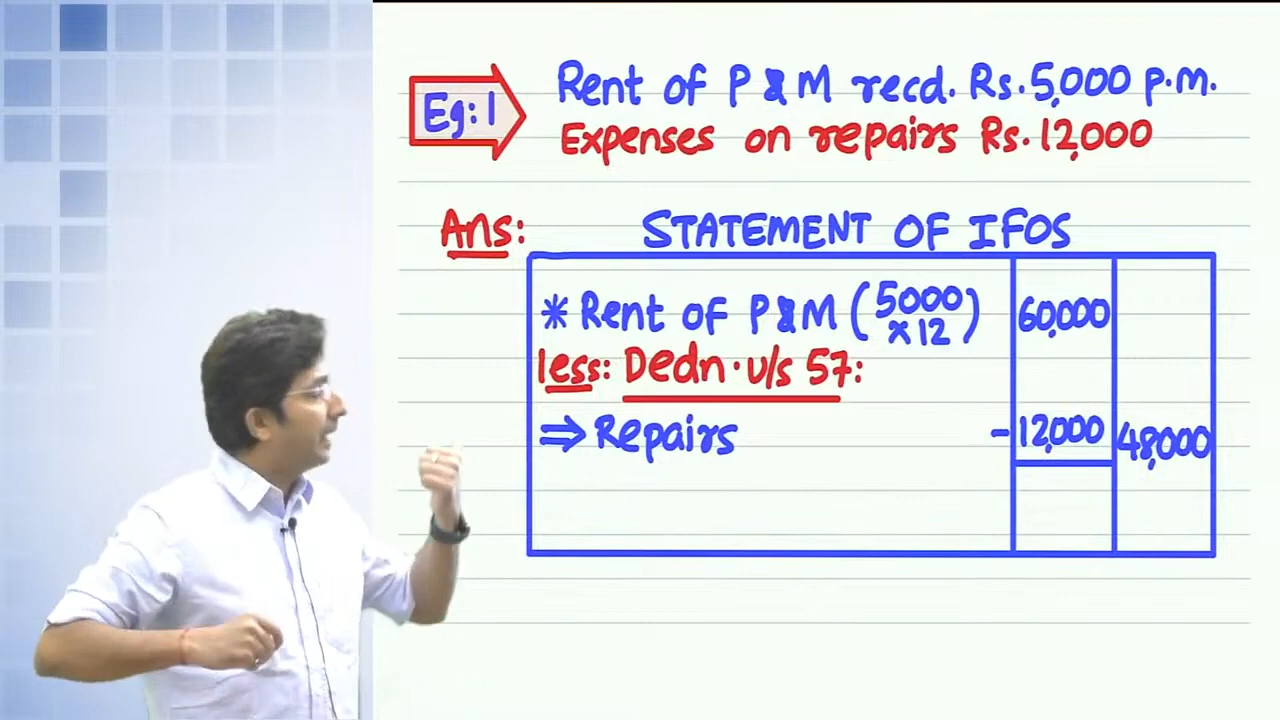 Eg:1
Rent of P & M recd. Rs. 5,000 p.m.
Expenses on repairs Rs. 12,000
Ans: STATEMENT OF IFOS
* Rent of P & M (5000 x 12) 60,000
less: Dedn. u/s 57:
⇒ Repairs - 12,000 48,000